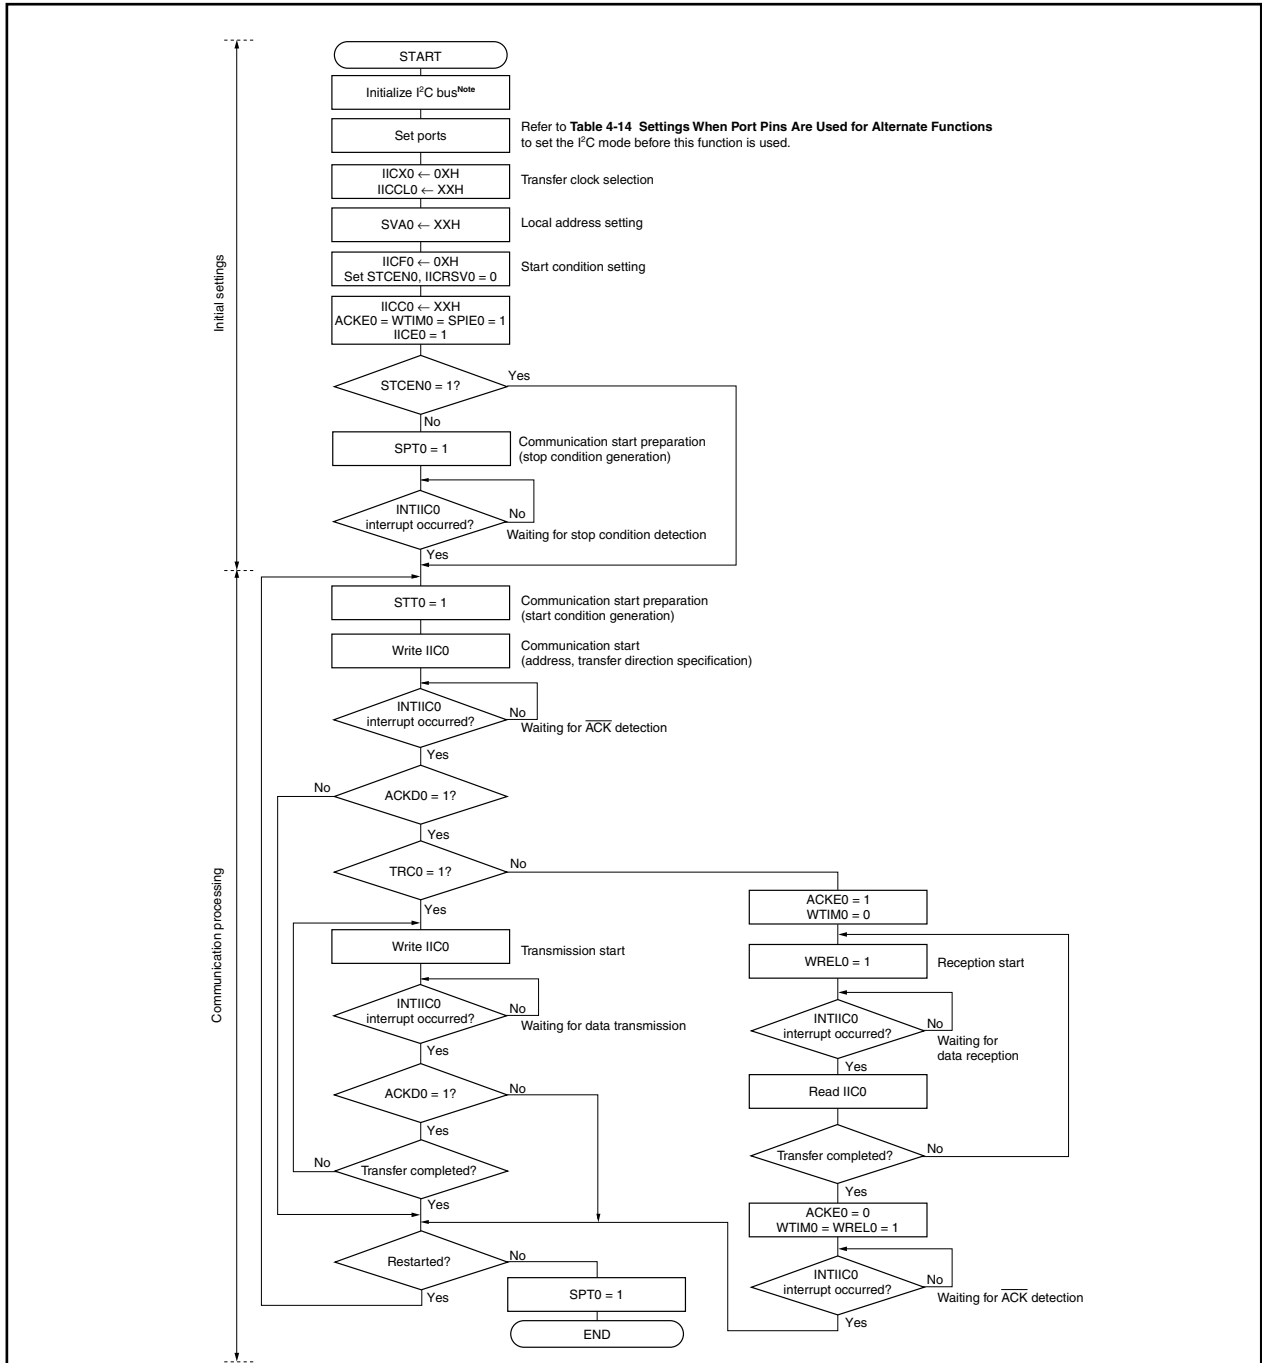 START
Initialize I²C bus Note
Set ports
Refer to Table 4-14 Settings When Port Pins Are Used for Alternate Functions
to set the I²C mode before this function is used.
IICX0 ← 0XH
IICCL0 ← XXH
Transfer clock selection
SVA0 ← XXH
Local address setting
IICF0 ← 0XH
Set STCEN0, IICRSV0 = 0
Start condition setting
Initial settings
IICC0 ← XXH
ACKE0 = WTIM0 = SPIE0 = 1
IICE0 = 1
STCEN0 = 1?
Yes
No
SPT0 = 1
Communication start preparation
(stop condition generation)
INTIIC0
interrupt occurred?
No
Waiting for stop condition detection
Yes
STT0 = 1
Communication start preparation
(start condition generation)
Write IIC0
Communication start
(address, transfer direction specification)
INTIIC0
interrupt occurred?
No
Waiting for A̅C̅K̅ detection
Yes
No
ACKD0 = 1?
Yes
TRC0 = 1?
No
Yes
Communication processing
Write IIC0
Transmission start
INTIIC0
interrupt occurred?
No
Waiting for data transmission
Yes
ACKD0 = 1?
No
Yes
No
Transfer completed?
Yes
ACKE0 = 1
WTIM0 = 0
WREL0 = 1
Reception start
INTIIC0
interrupt occurred?
No
Waiting for
data reception
Yes
Read IIC0
Transfer completed?
No
Yes
ACKE0 = 0
WTIM0 = WREL0 = 1
INTIIC0
interrupt occurred?
No
Waiting for A̅C̅K̅ detection
Yes
Restarted?
No
Yes
SPT0 = 1
END